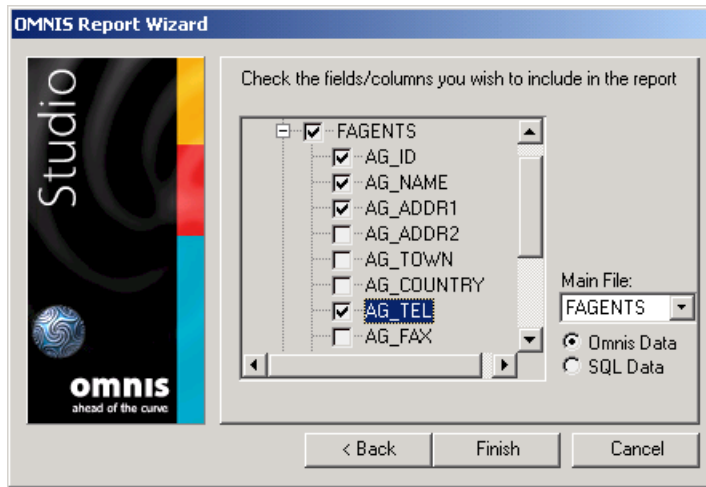 OMNIS Report Wizard
Studio
omnis
ahead of the curve
Check the fields/columns you wish to include in the report
FAGENTS
AG_ID
AG_NAME
AG_ADDR1
AG_ADDR2
AG_TOWN
AG_COUNTRY
AG_TEL
AG_FAX
Main File:
FAGENTS
Omnis Data
SQL Data
< Back
Finish
Cancel